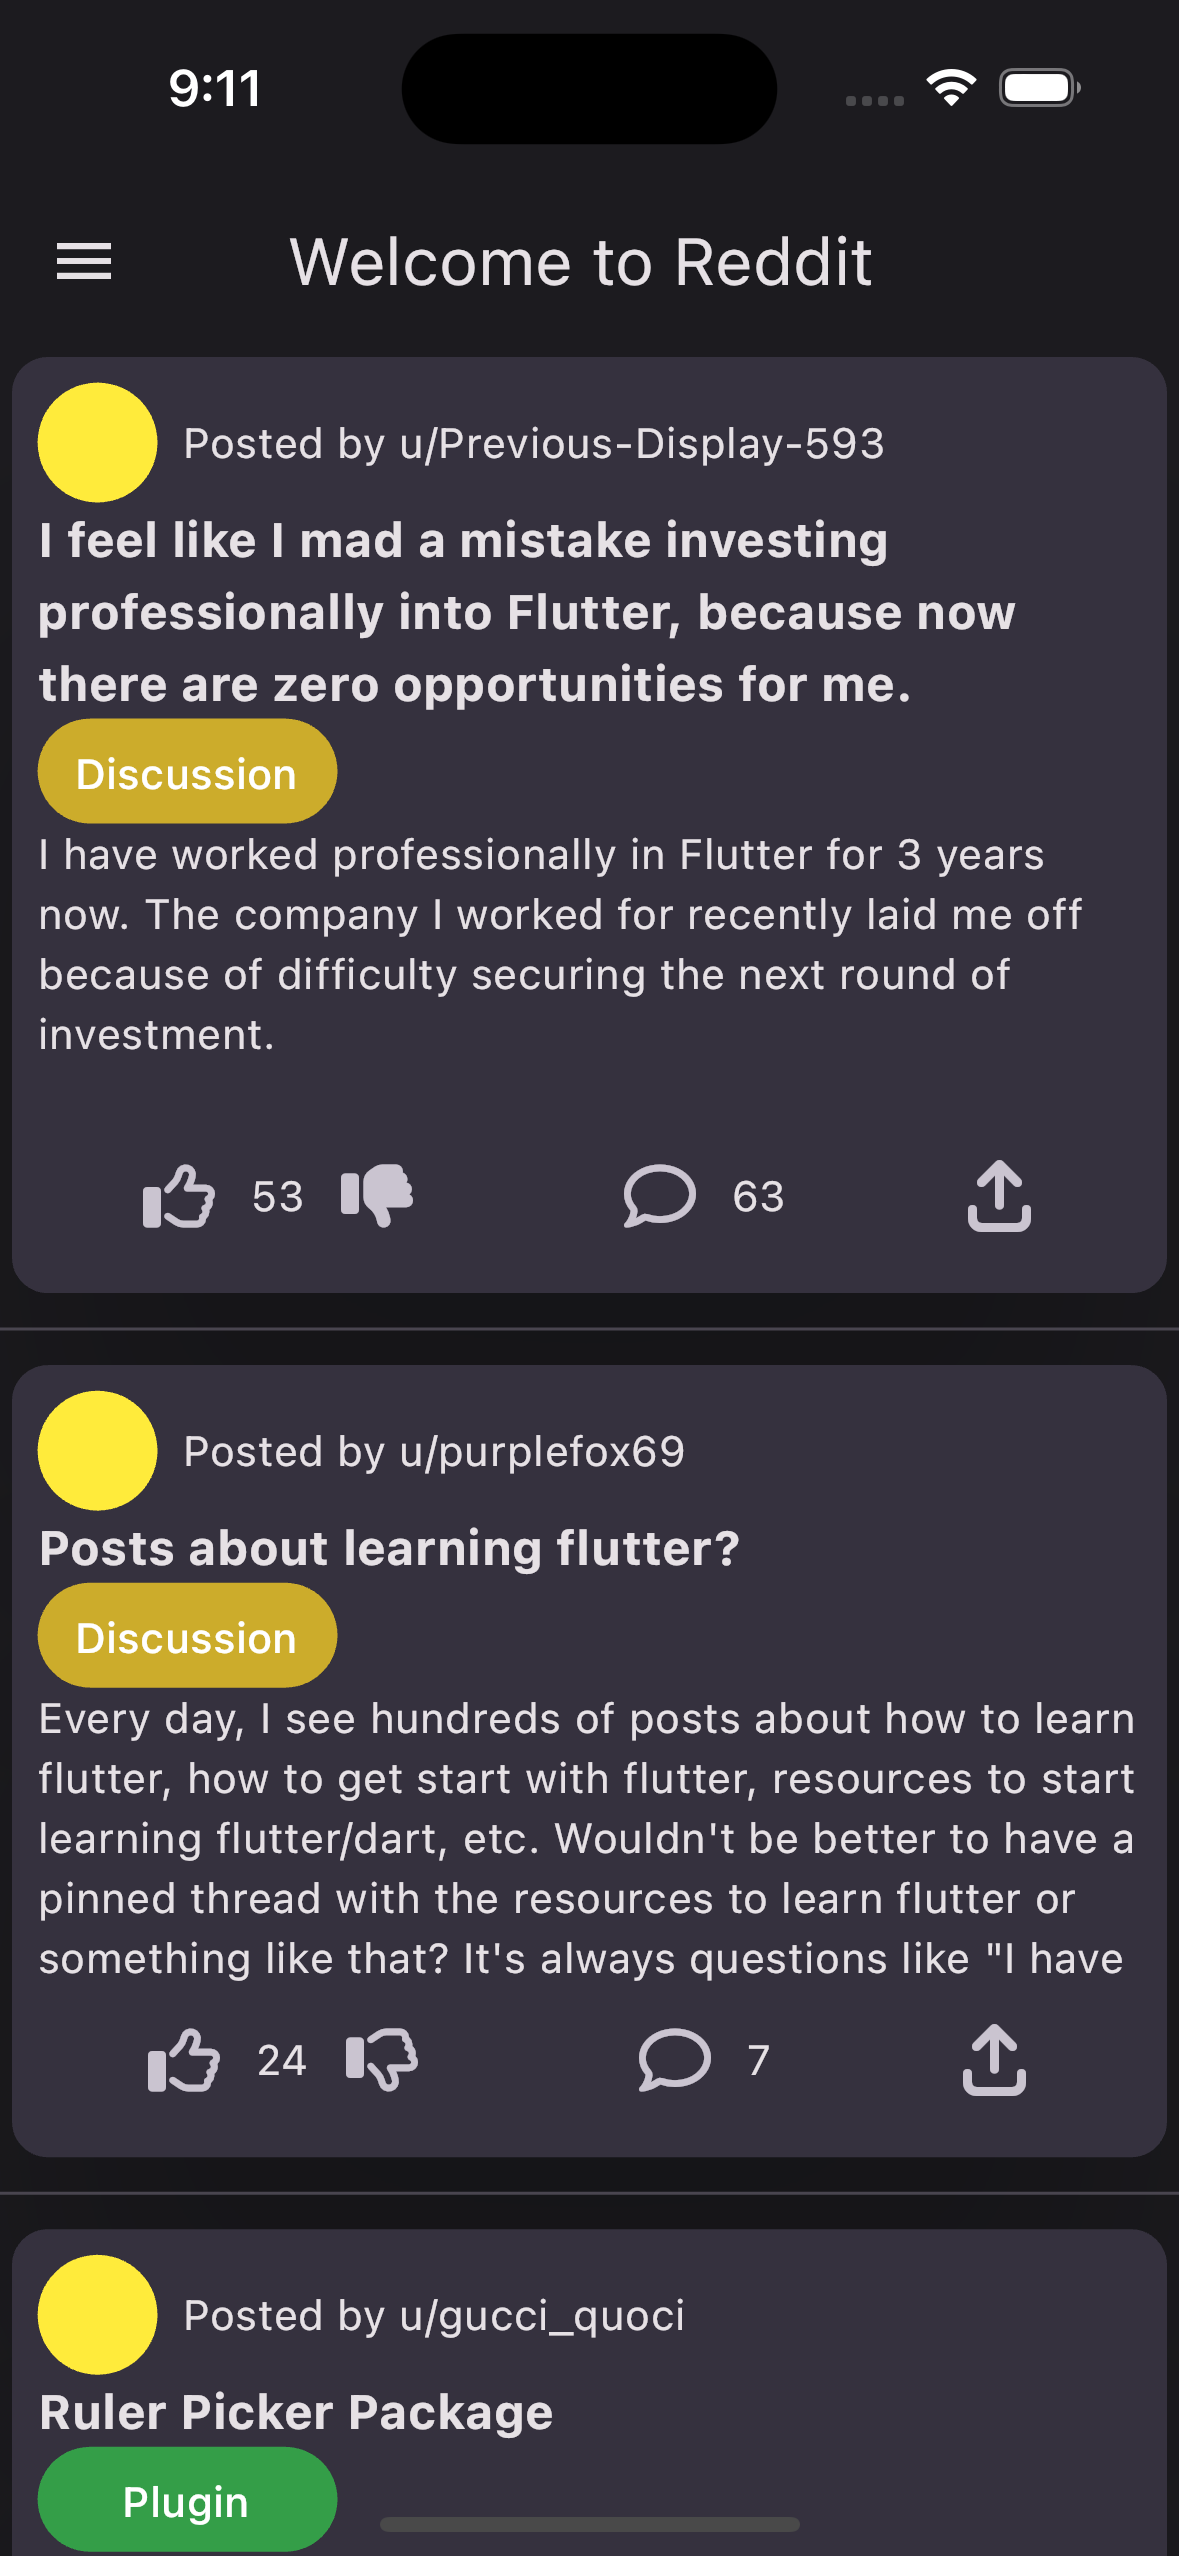 9:11
Welcome to Reddit
Posted by u/Previous-Display-593
I feel like I mad a mistake investing
professionally into Flutter, because now
there are zero opportunities for me.
Discussion
I have worked professionally in Flutter for 3 years
now. The company I worked for recently laid me off
because of difficulty securing the next round of
investment.
53 63
Posted by u/purplefox69
Posts about learning flutter?
Discussion
Every day, I see hundreds of posts about how to learn
flutter, how to get start with flutter, resources to start
learning flutter/dart, etc. Wouldn't be better to have a
pinned thread with the resources to learn flutter or
something like that? It's always questions like "I have
24 7
Posted by u/gucci_quoci
Ruler Picker Package
Plugin